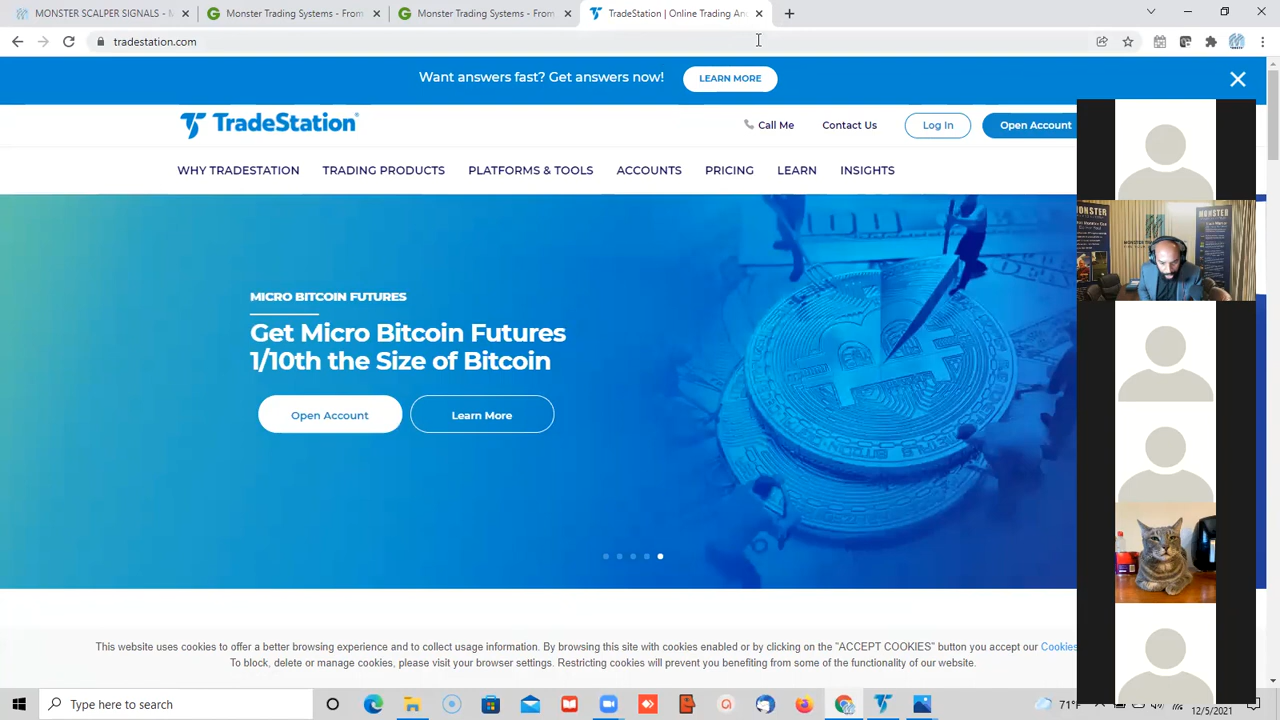 MONSTER SCALPER SIGNALS - M
Monster Trading Systems - From
Monster Trading Systems - From
TradeStation | Online Trading An
tradestation.com
Want answers fast? Get answers now!
LEARN MORE
TradeStation®
Call Me
Contact Us
Log In
Open Account
WHY TRADESTATION
TRADING PRODUCTS
PLATFORMS & TOOLS
ACCOUNTS
PRICING
LEARN
INSIGHTS
MONSTER
MONSTER
MICRO BITCOIN FUTURES
Get Micro Bitcoin Futures
1/10th the Size of Bitcoin
Open Account
Learn More
This website uses cookies to offer a better browsing experience and to collect usage information. By browsing this site with cookies enabled or by clicking on the "ACCEPT COOKIES" button you accept our Cookies
To block, delete or manage cookies, please visit your browser settings. Restricting cookies will prevent you benefiting from some of the functionality of our website.
Type here to search
71°
12/5/2021